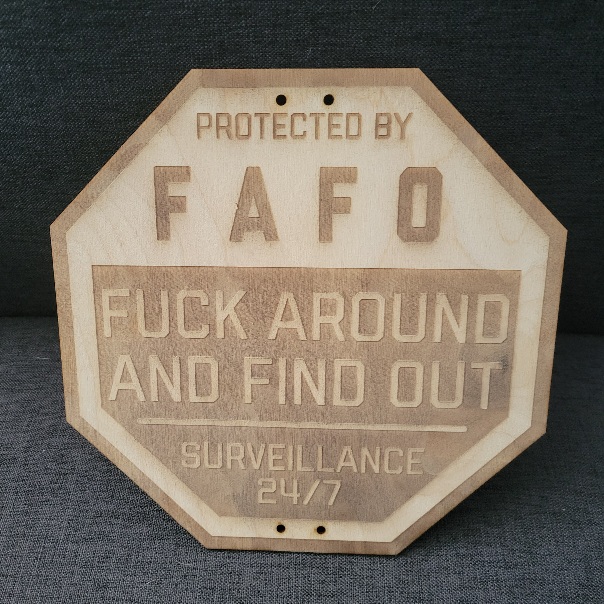 PROTECTED BY
FAFO
FUCK AROUND
AND FIND OUT
SURVEILLANCE
24/7